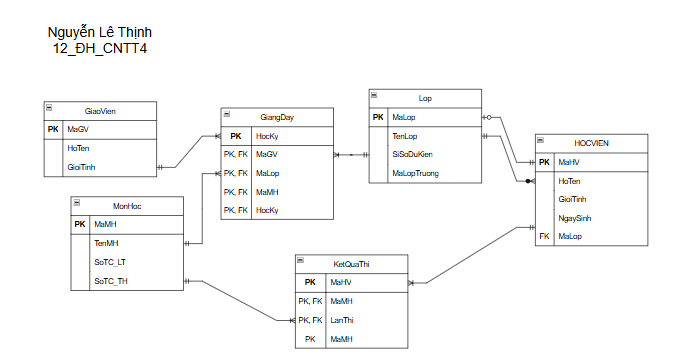 Nguyễn Lê Thịnh
12_ĐH_CNTT4
GiaoVien
PK MaGV
HoTen
GioiTinh
GiangDay
PK HocKy
PK, FK MaGV
PK, FK MaLop
PK, FK MaMH
PK, FK HocKy
Lop
PK MaLop
TenLop
SiSoDuKien
MaLopTruong
HOCVIEN
PK MaHV
HoTen
GioiTinh
NgaySinh
FK MaLop
MonHoc
PK MaMH
TenMH
SoTC_LT
SoTC_TH
KetQuaThi
PK MaHV
PK, FK MaMH
PK, FK LanThi
PK MaMH